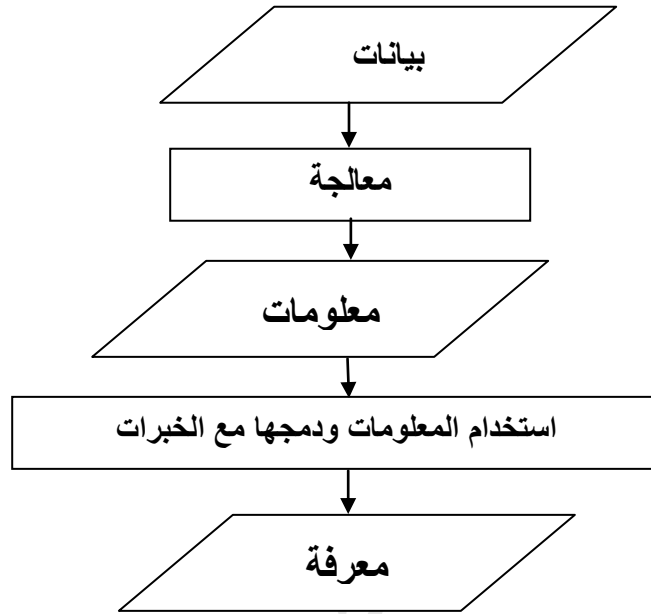 بيانات
معالجة
معلومات
استخدام المعلومات ودمجها مع الخبرات
معرفة